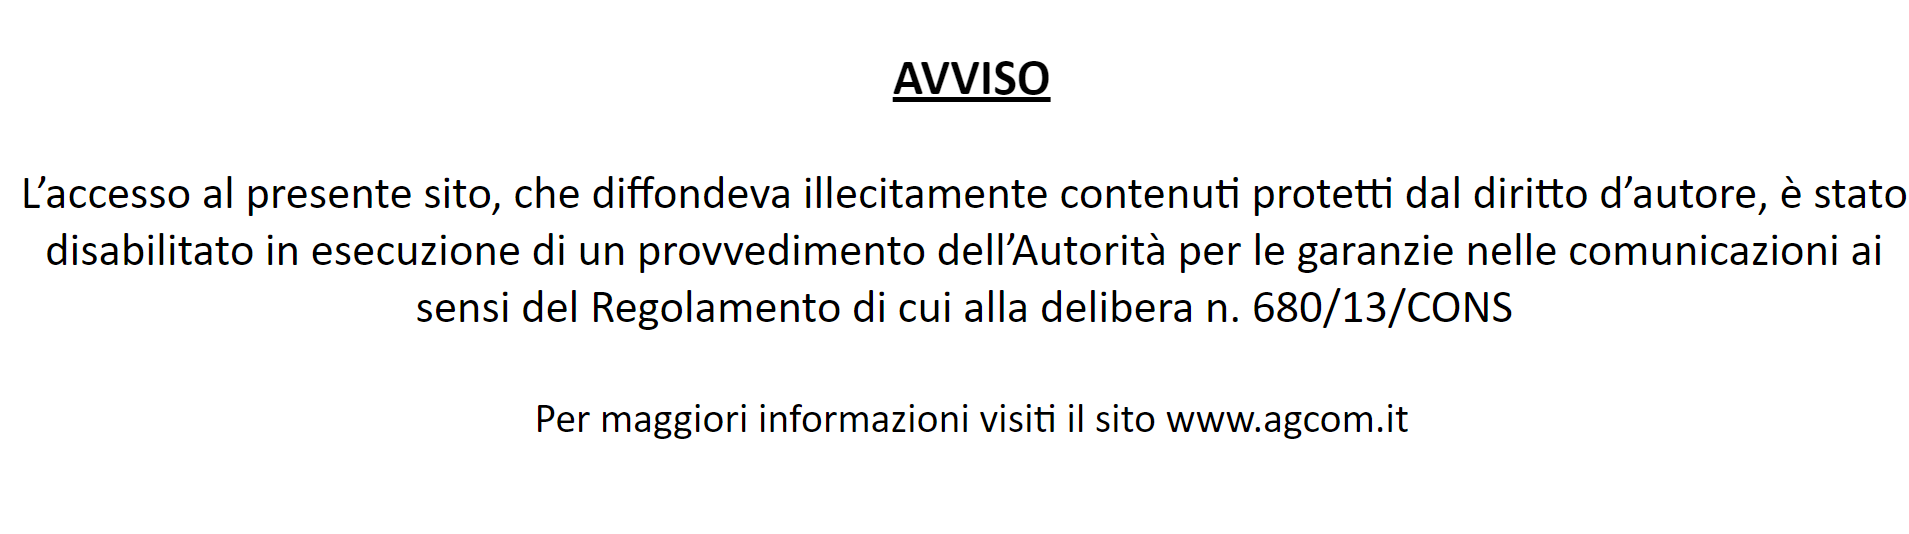 AVVISO
L’accesso al presente sito, che diffondeva illecitamente contenuti protetti dal diritto d’autore, è stato
disabilitato in esecuzione di un provvedimento dell’Autorità per le garanzie nelle comunicazioni ai
sensi del Regolamento di cui alla delibera n. 680/13/CONS
Per maggiori informazioni visiti il sito www.agcom.it